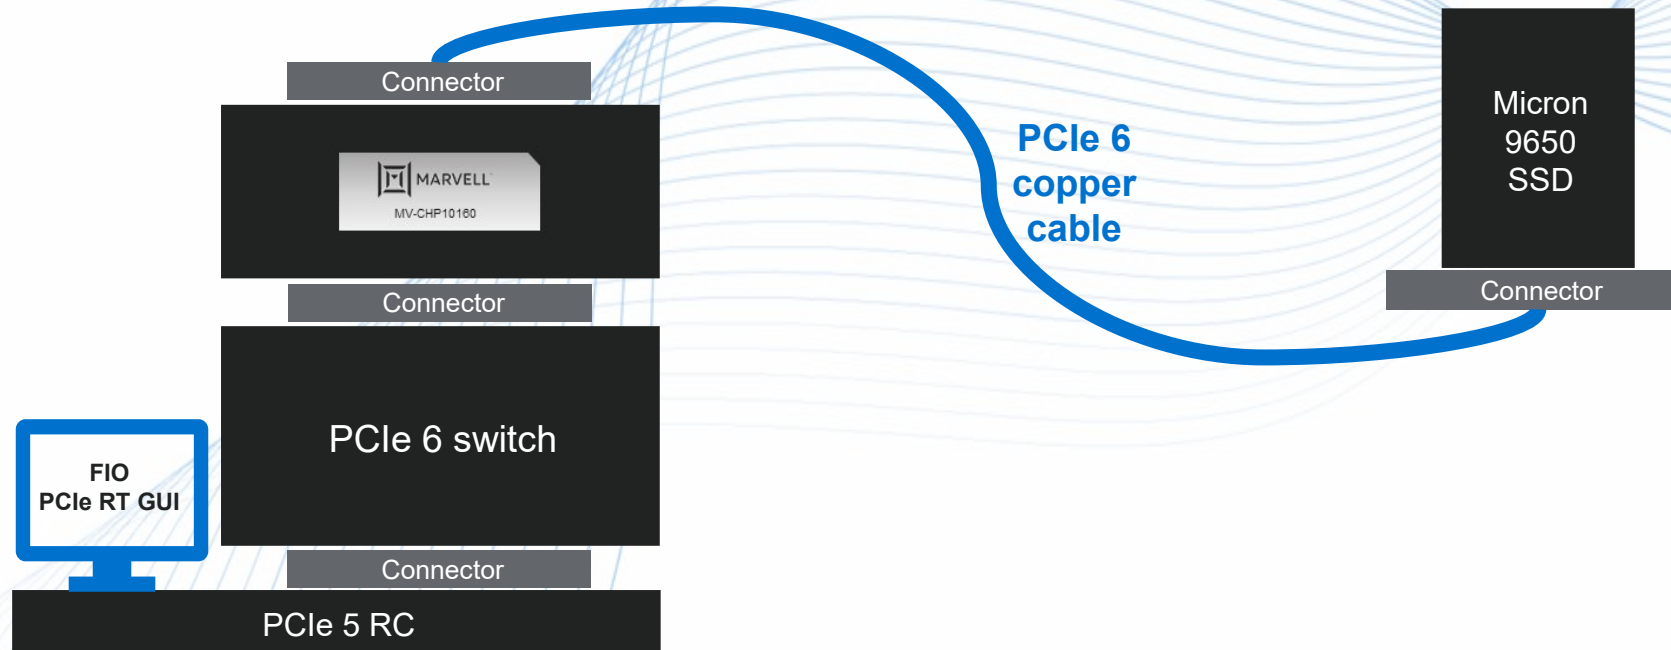 Connector
MARVELL
MV-CHP10160
Connector
PCIe 6 switch
Connector
PCIe 5 RC
FIO
PCIe RT GUI
PCIe 6
copper
cable
Micron
9650
SSD
Connector